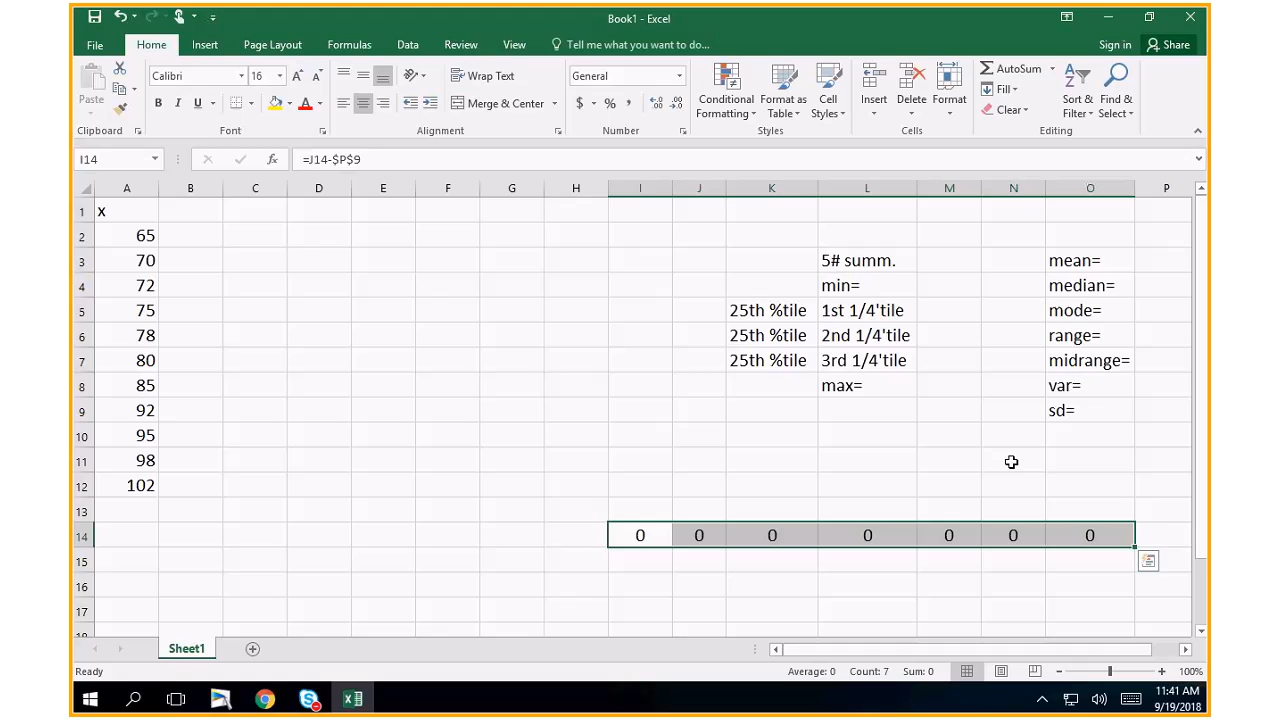 Book1 - Excel
File Home Insert Page Layout Formulas Data Review View Tell me what you want to do... Sign in Share
Paste
Calibri 16
B I U
A A
Wrap Text
Merge & Center
General
$ % ,
Conditional Formatting
Format as Table
Cell Styles
Insert Delete Format
AutoSum
Fill
Clear
Sort & Filter
Find & Select
Clipboard Font Alignment Number Styles Cells Editing
I14 fx =J14-$P$9
A B C D E F G H I J K L M N O P
1 x
2 65
3 70 5# summ. mean=
4 72 min= median=
5 75 25th %tile 1st 1/4'tile mode=
6 78 25th %tile 2nd 1/4'tile range=
7 80 25th %tile 3rd 1/4'tile midrange=
8 85 max= var=
9 92 sd=
10 95
11 98
12 102
13
14 0 0 0 0 0 0 0
15
16
17
18
Sheet1
Ready Average: 0 Count: 7 Sum: 0 100%
11:41 AM
9/19/2018